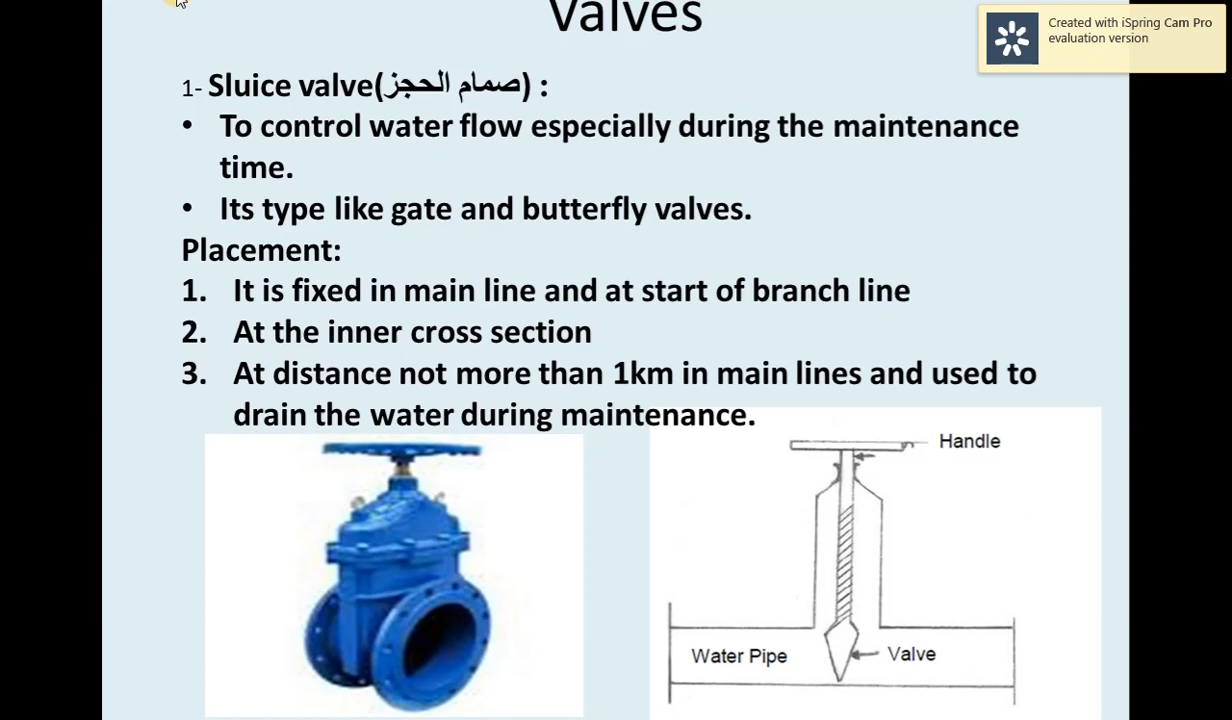 Valves
Created with iSpring Cam Pro
evaluation version
1- Sluice valve(صمام الحجز) :
• To control water flow especially during the maintenance
time.
• Its type like gate and butterfly valves.
Placement:
1. It is fixed in main line and at start of branch line
2. At the inner cross section
3. At distance not more than 1km in main lines and used to
drain the water during maintenance.
Handle
Water Pipe
Valve